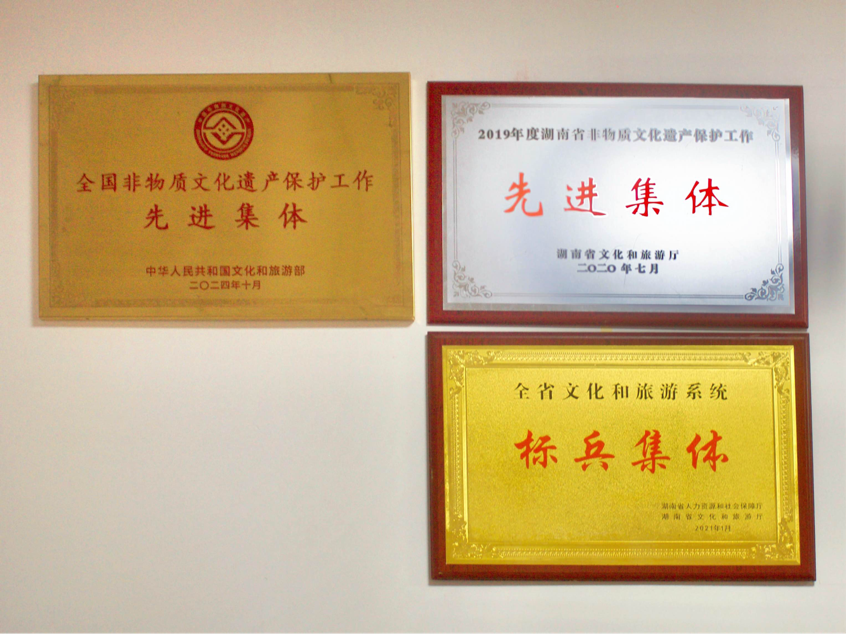 全国非物质文化遗产保护工作
先进集体
中华人民共和国文化和旅游部
二〇二四年十月
2019年度湖南省非物质文化遗产保护工作
先进集体
湖南省文化和旅游厅
二〇二〇年七月
全省文化和旅游系统
标兵集体
湖南省人力资源和社会保障厅
湖南省文化和旅游厅
2021年1月